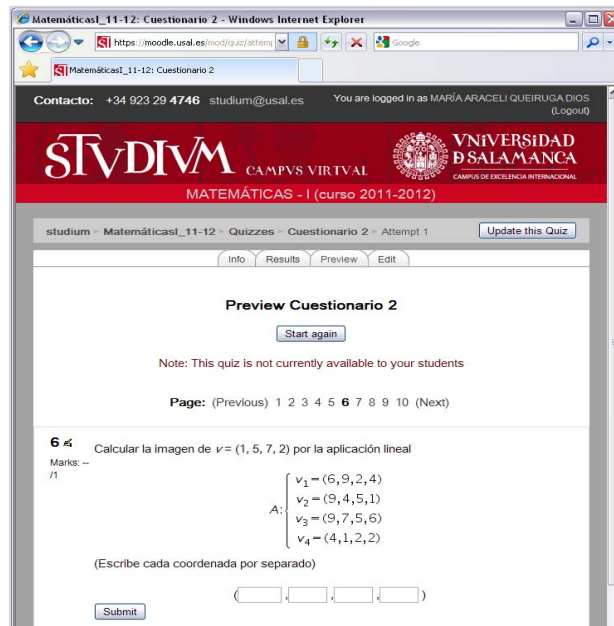 MatemáticasI_11-12: Cuestionario 2 - Windows Internet Explorer
https://moodle.usal.es/mod/quiz/attemp
Google
MatemáticasI_11-12: Cuestionario 2
Contacto: +34 923 29 4746 studium@usal.es
You are logged in as MARÍA ARACELI QUEIRUGA DIOS
(Logout)
STVDIVM CAMPVS VIRTVAL
VNiVERSiDAD
D SALAMANCA
CAMPUS DE EXCELENCIA INTERNACIONAL
MATEMÁTICAS - I (curso 2011-2012)
studium ► MatemáticasI_11-12 ► Quizzes ► Cuestionario 2 ► Attempt 1
Update this Quiz
Info Results Preview Edit
Preview Cuestionario 2
Start again
Note: This quiz is not currently available to your students
Page: (Previous) 1 2 3 4 5 6 7 8 9 10 (Next)
6
Marks: --
/1
Calcular la imagen de v = (1, 5, 7, 2) por la aplicación lineal
A: { v₁=(6,9,2,4)
v₂=(9,4,5,1)
v₃=(9,7,5,6)
v₄=(4,1,2,2)
(Escribe cada coordenada por separado)
( , , , )
Submit